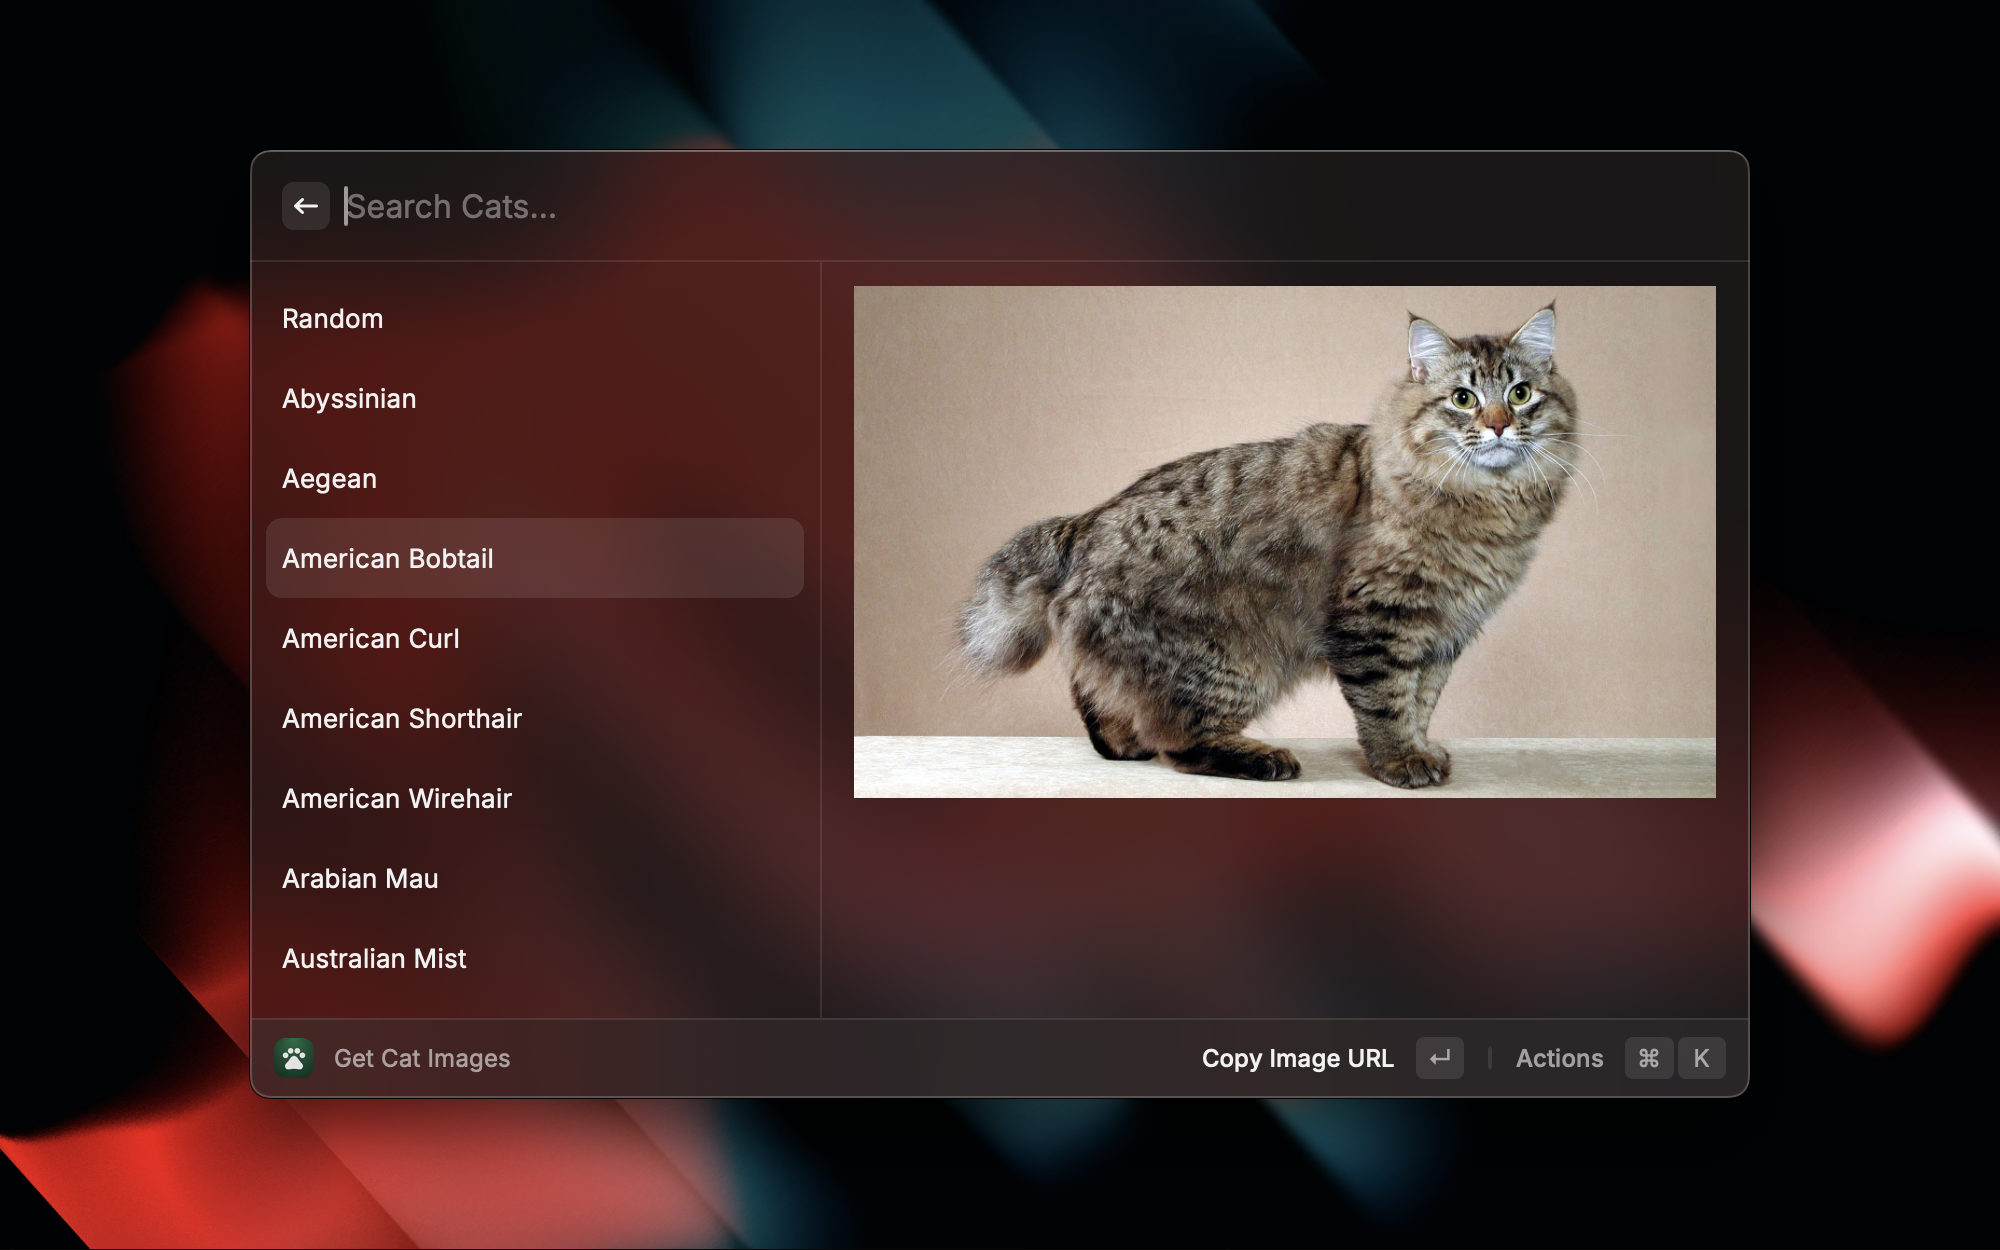 Search Cats...
Random
Abyssinian
Aegean
American Bobtail
American Curl
American Shorthair
American Wirehair
Arabian Mau
Australian Mist
Get Cat Images
Copy Image URL ↵ | Actions ⌘ K